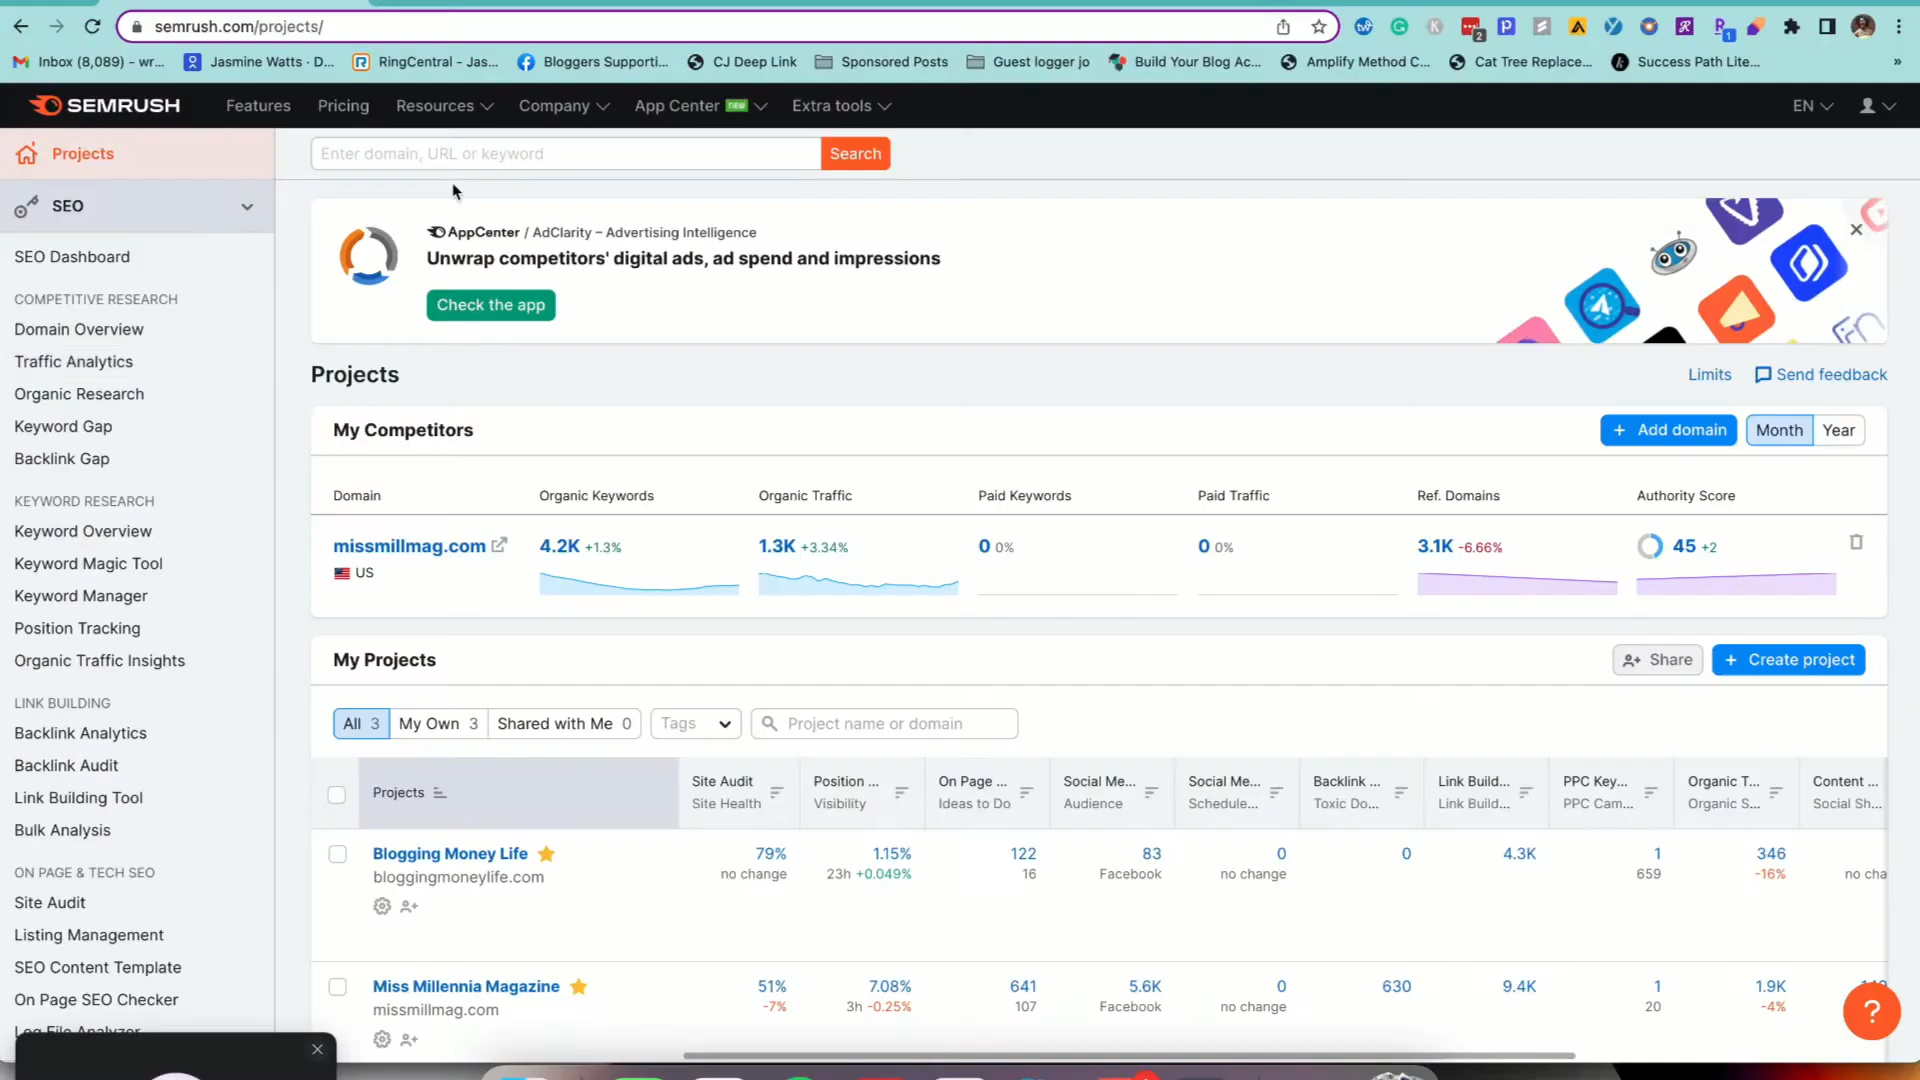 semrush.com/projects/
2
1
Inbox (8,089) - wr...
Jasmine Watts - D...
RingCentral - Jas...
Bloggers Supporti...
CJ Deep Link
Sponsored Posts
Guest logger jo
Build Your Blog Ac...
Amplify Method C...
Cat Tree Replace...
Success Path Lite...
»
SEMRUSH
Features
Pricing
Resources
Company
App Center new
Extra tools
EN
Projects
Enter domain, URL or keyword
Search
SEO
SEO Dashboard
COMPETITIVE RESEARCH
Domain Overview
Traffic Analytics
Organic Research
Keyword Gap
Backlink Gap
KEYWORD RESEARCH
Keyword Overview
Keyword Magic Tool
Keyword Manager
Position Tracking
Organic Traffic Insights
LINK BUILDING
Backlink Analytics
Backlink Audit
Link Building Tool
Bulk Analysis
ON PAGE & TECH SEO
Site Audit
Listing Management
SEO Content Template
On Page SEO Checker
Log File Analyzer
AppCenter / AdClarity – Advertising Intelligence
Unwrap competitors' digital ads, ad spend and impressions
Check the app
Projects
Limits
Send feedback
My Competitors
+ Add domain
Month
Year
Domain
Organic Keywords
Organic Traffic
Paid Keywords
Paid Traffic
Ref. Domains
Authority Score
missmillmag.com
4.2K +1.3%
1.3K +3.34%
0 0%
0 0%
3.1K -6.66%
45 +2
US
My Projects
Share
+ Create project
All 3
My Own 3
Shared with Me 0
Tags
Project name or domain
Projects
Site Audit
Site Health
Position ...
Visibility
On Page ...
Ideas to Do
Social Me...
Audience
Social Me...
Schedule...
Backlink ...
Toxic Do...
Link Build...
Link Build...
PPC Key...
PPC Cam...
Organic T...
Organic S...
Content ...
Social Sh...
Blogging Money Life
bloggingmoneylife.com
79%
no change
1.15%
23h +0.049%
122
16
83
Facebook
0
no change
0
4.3K
1
659
346
-16%
no cha
Miss Millennia Magazine
missmillmag.com
51%
-7%
7.08%
3h -0.25%
641
107
5.6K
Facebook
0
no change
630
9.4K
1
20
1.9K
-4%
?